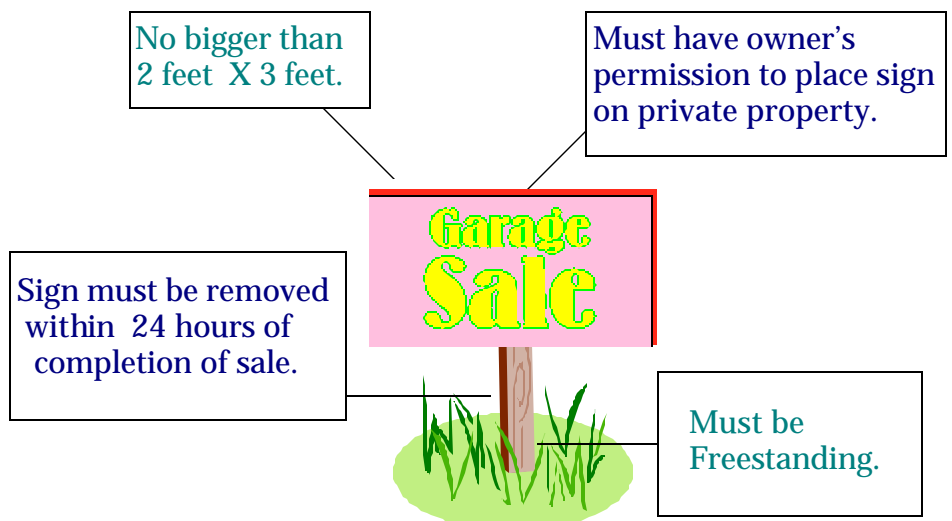 No bigger than
2 feet X 3 feet.
Must have owner's
permission to place sign
on private property.
Garage
Sale
Sign must be removed
within 24 hours of
completion of sale.
Must be
Freestanding.